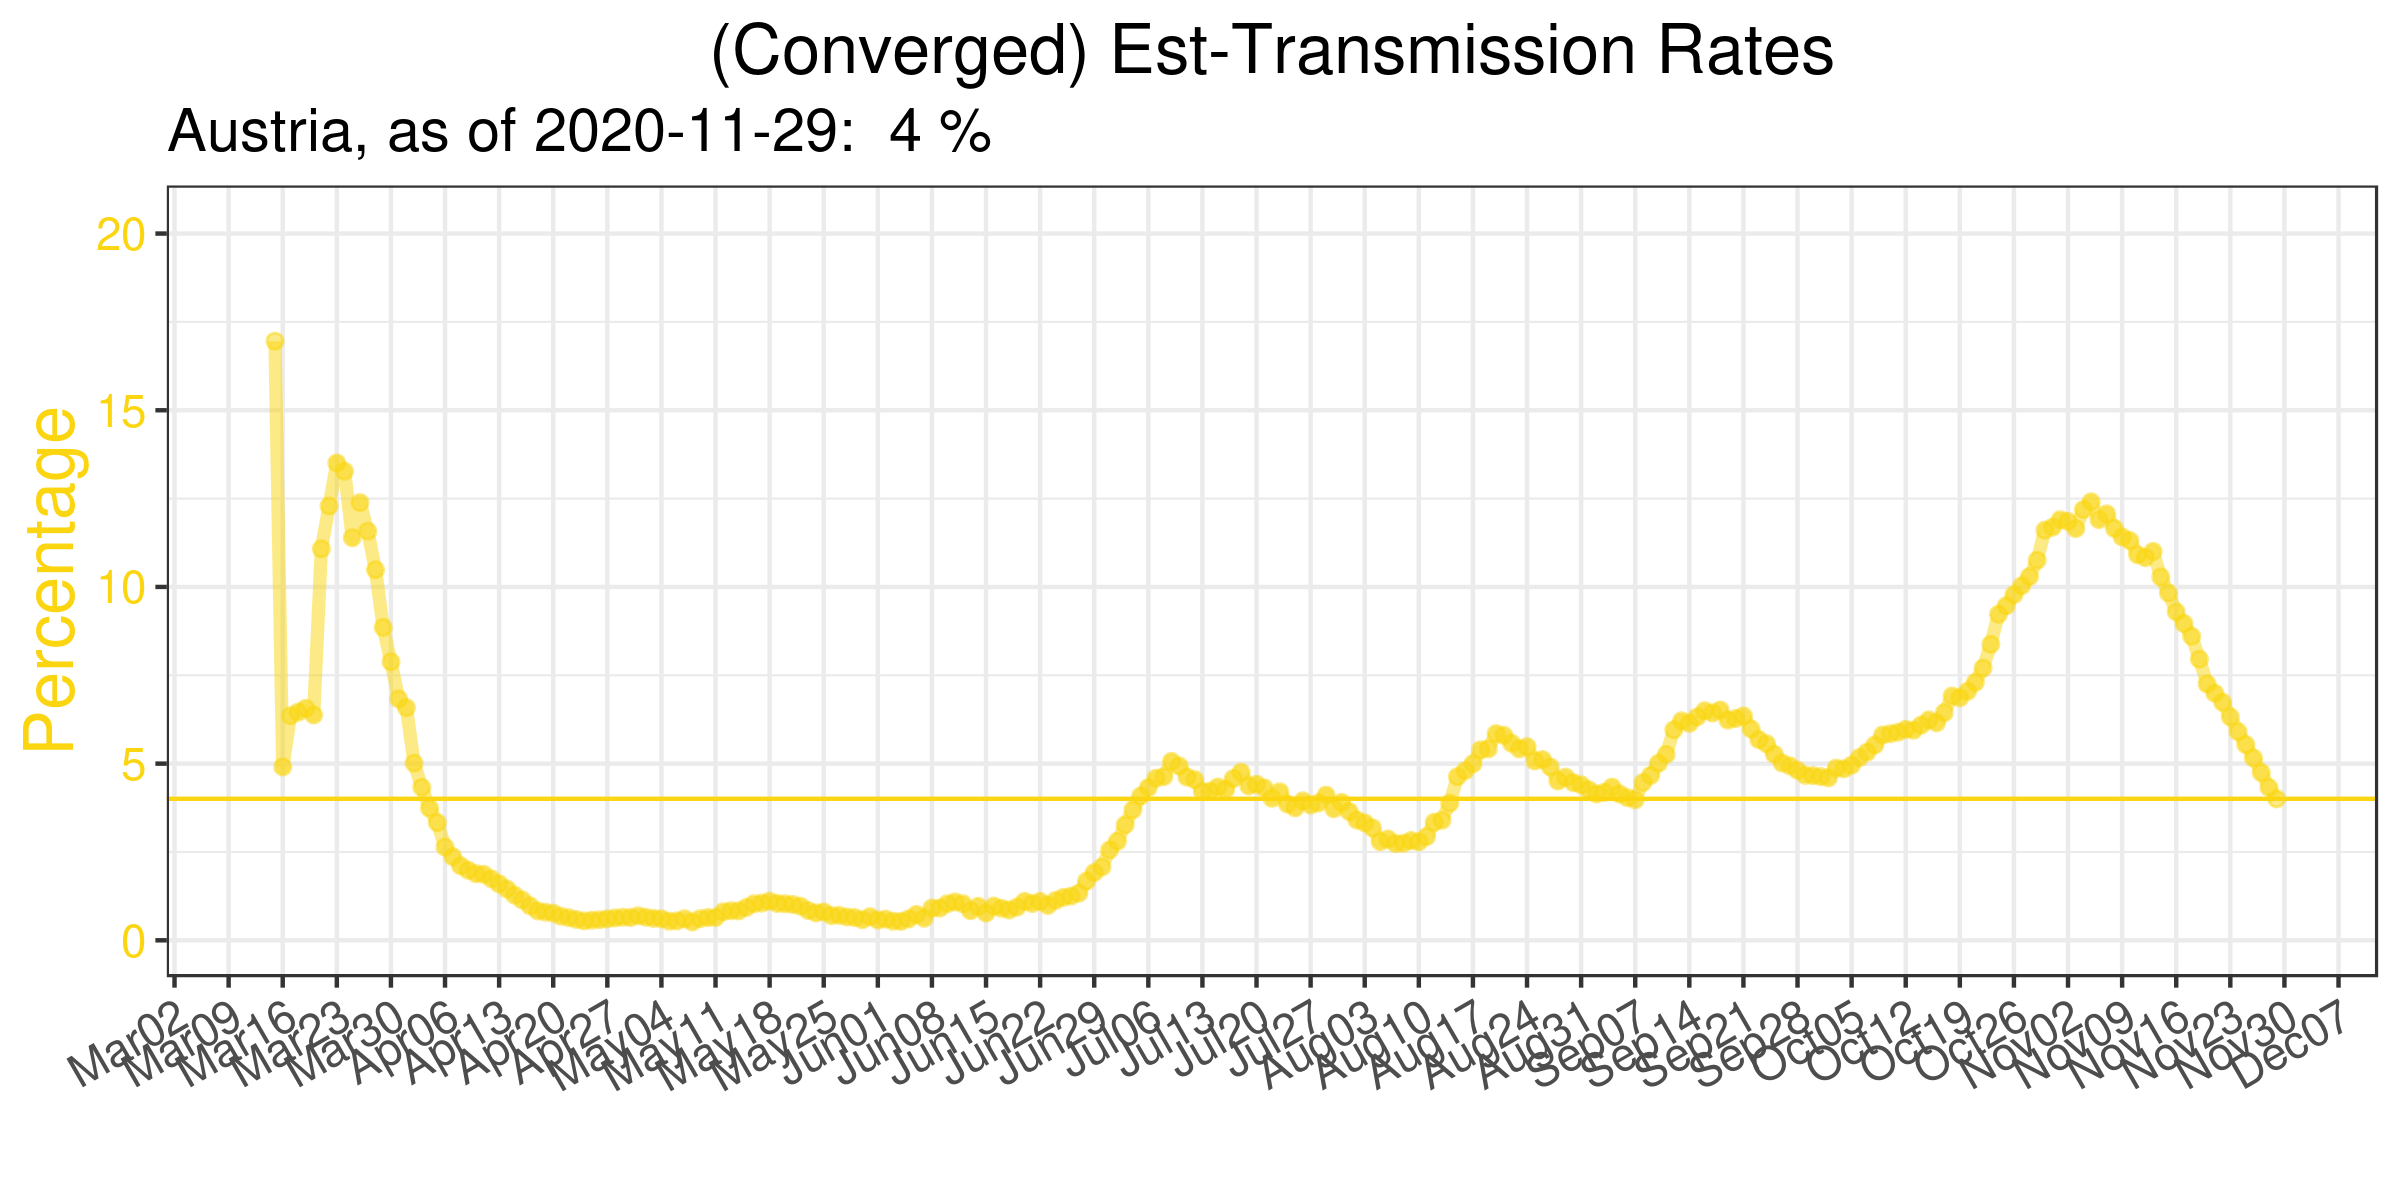 (Converged) Est-Transmission Rates
Austria, as of 2020-11-29:  4 %
Percentage
20
15
10
5
0
Mar02
Mar09
Mar16
Mar23
Mar30
Apr06
Apr13
Apr20
Apr27
May04
May11
May18
May25
Jun01
Jun08
Jun15
Jun22
Jun29
Jul06
Jul13
Jul20
Jul27
Aug03
Aug10
Aug17
Aug24
Aug31
Sep07
Sep14
Sep21
Sep28
Oct05
Oct12
Oct19
Oct26
Nov02
Nov09
Nov16
Nov23
Nov30
Dec07